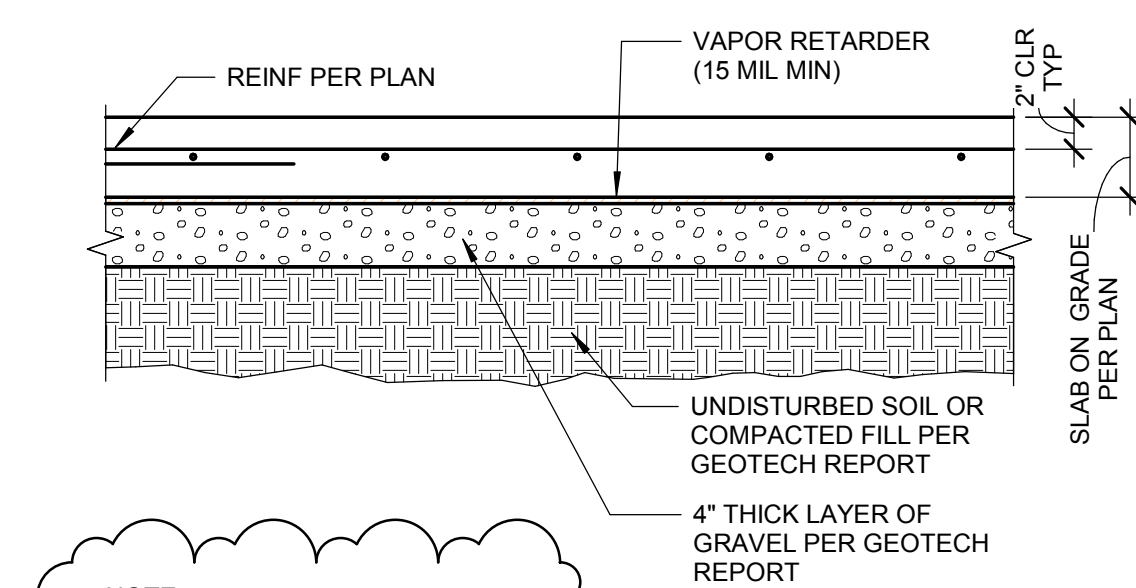 VAPOR RETARDER
(15 MIL MIN)
REINF PER PLAN
2" CLR
TYP
SLAB ON GRADE
PER PLAN
UNDISTURBED SOIL OR
COMPACTED FILL PER
GEOTECH REPORT
4" THICK LAYER OF
GRAVEL PER GEOTECH
REPORT